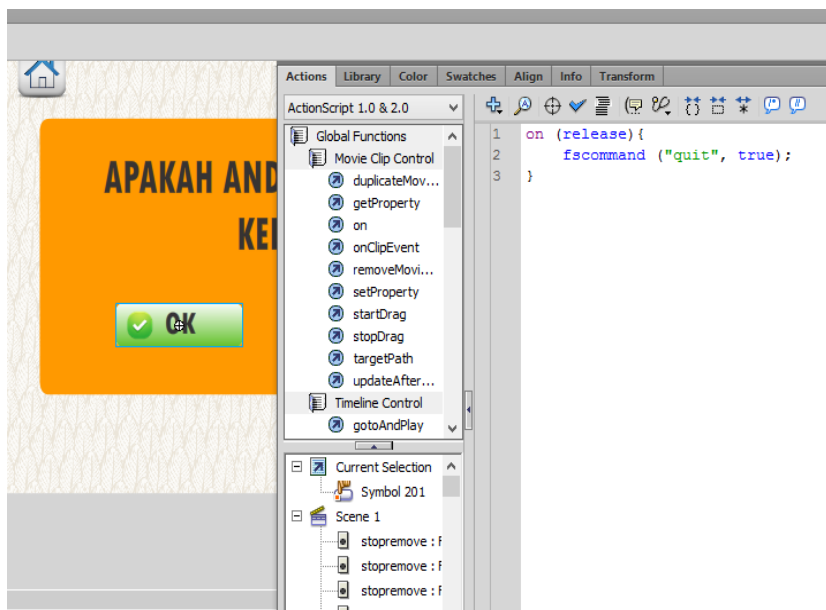 Actions Library Color Swatches Align Info Transform
ActionScript 1.0 & 2.0
Global Functions
Movie Clip Control
duplicateMov...
getProperty
on
onClipEvent
removeMovi...
setProperty
startDrag
stopDrag
targetPath
updateAfter...
Timeline Control
gotoAndPlay
Current Selection
Symbol 201
Scene 1
stopremove : F
stopremove : F
stopremove : F
1 on (release){
2 fscommand ("quit", true);
3 }
APAKAH AND
KE
OK